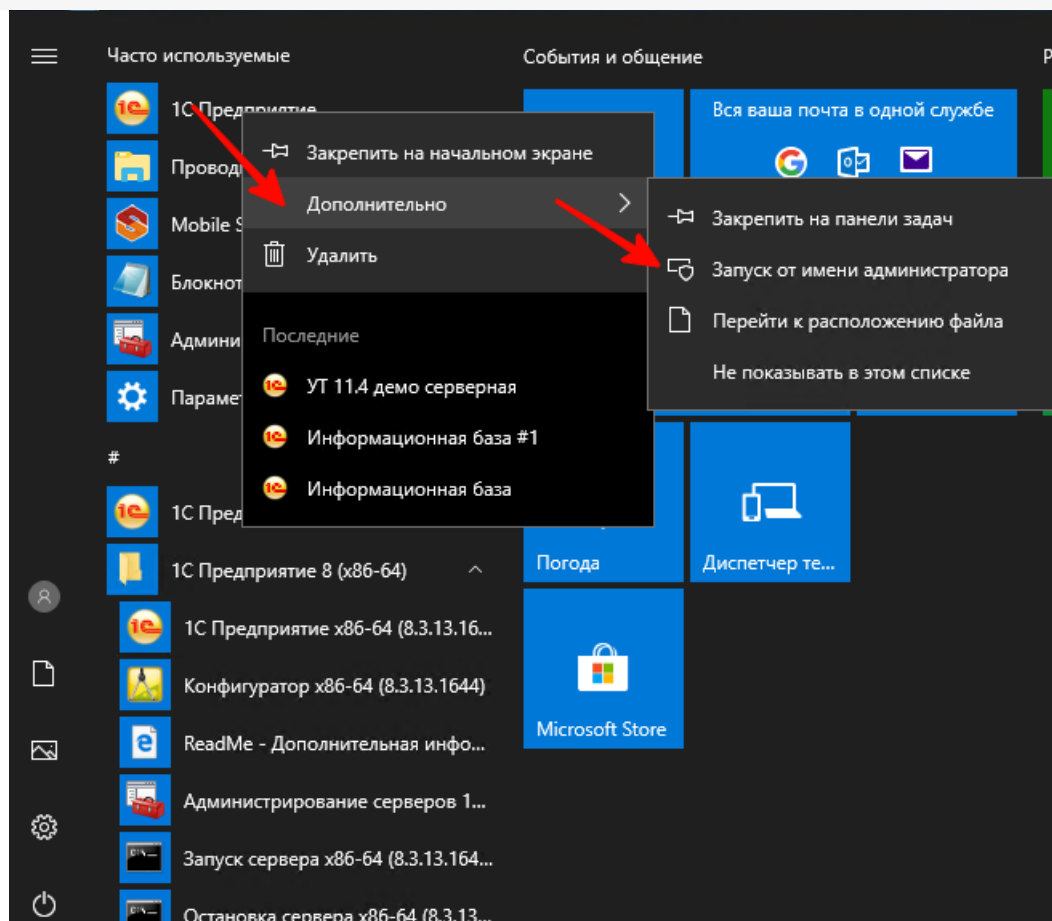 Часто используемые
1С Предприятие
Mobile
Блокнот
#
1С Предприятие 8 (x86-64)
1С Предприятие x86-64 (8.3.13.16...
Конфигуратор x86-64 (8.3.13.1644)
ReadMe - Дополнительная инфо...
Администрирование серверов 1...
Запуск сервера x86-64 (8.3.13.164...
Остановка сервера x86-64 (8.3.13...
Закрепить на начальном экране
Дополнительно
Удалить
Последние
УТ 11.4 демо серверная
Информационная база #1
Информационная база
Закрепить на панели задач
Запуск от имени администратора
Перейти к расположению файла
Не показывать в этом списке
События и общение
Вся ваша почта в одной службе
Погода
Диспетчер те...
Microsoft Store